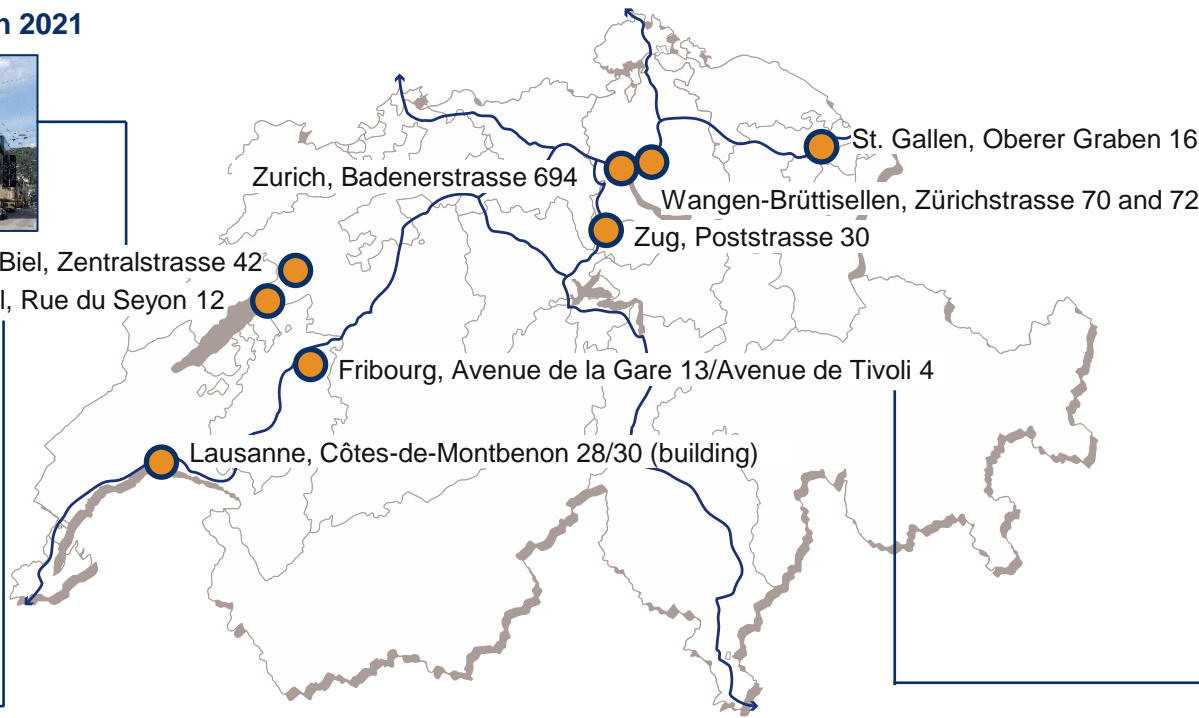 2021
St. Gallen, Oberer Graben 16
Zurich, Badenerstrasse 694
Wangen-Brüttisellen, Zürichstrasse 70 and 72
Zug, Poststrasse 30
Biel, Zentralstrasse 42
Rue du Seyon 12
Fribourg, Avenue de la Gare 13/Avenue de Tivoli 4
Lausanne, Côtes-de-Montbenon 28/30 (building)